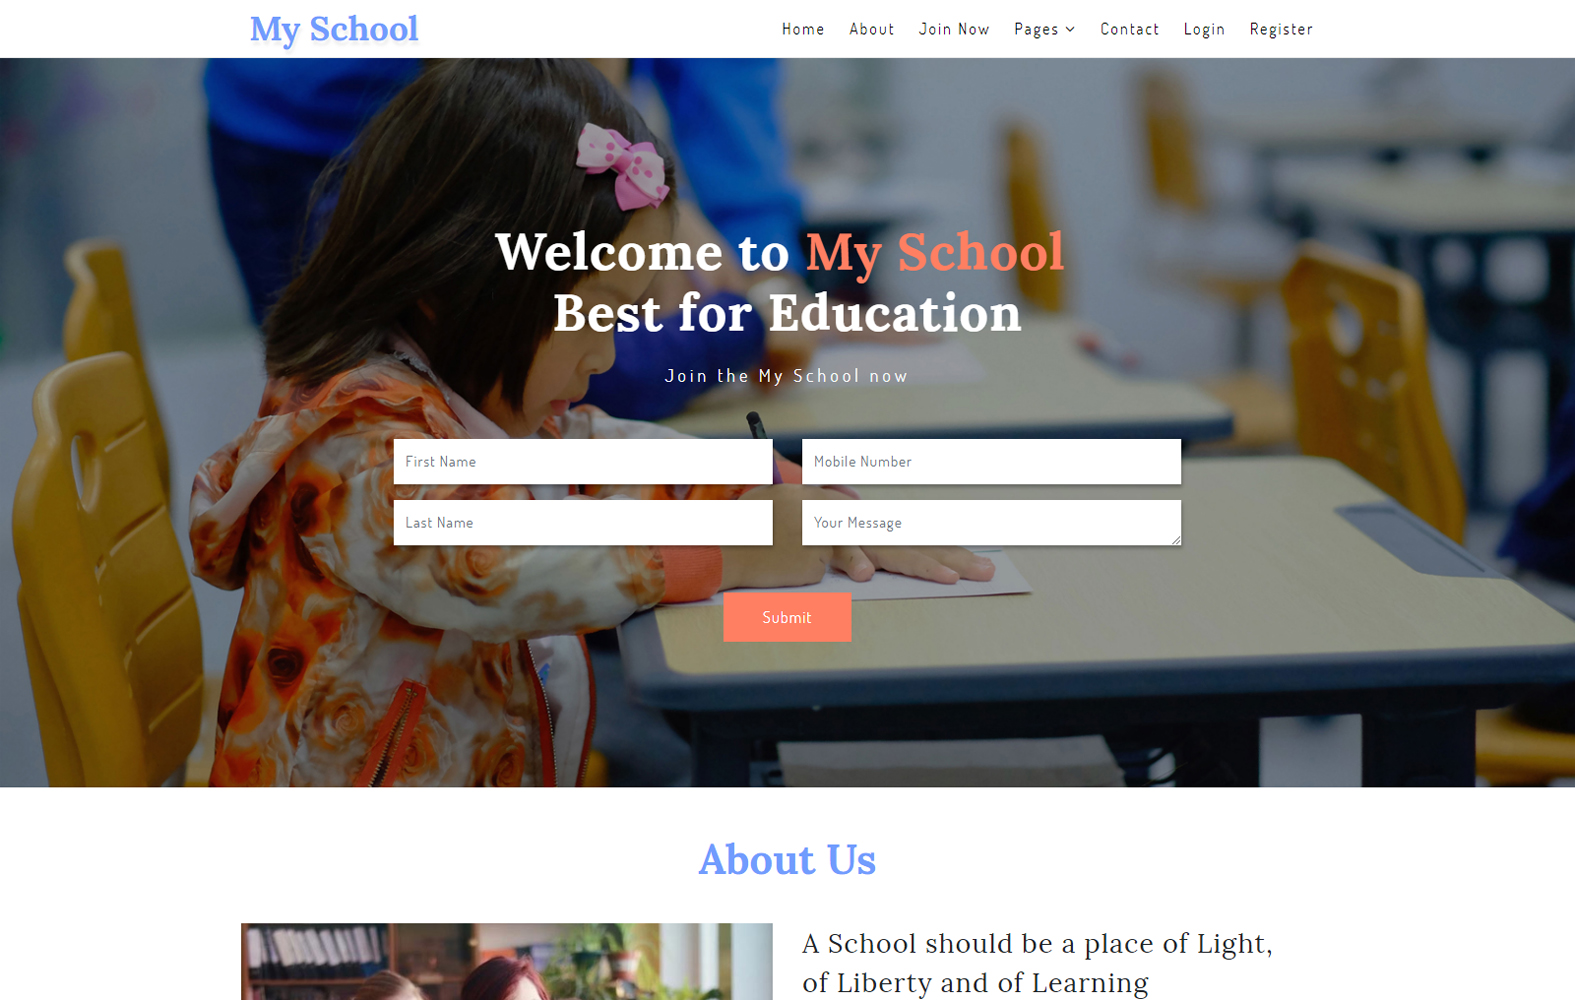 My School
Home About Join Now Pages Contact Login Register
Welcome to My School
Best for Education
Join the My School now
First Name
Mobile Number
Last Name
Your Message
Submit
About Us
A School should be a place of Light,
of Liberty and of Learning